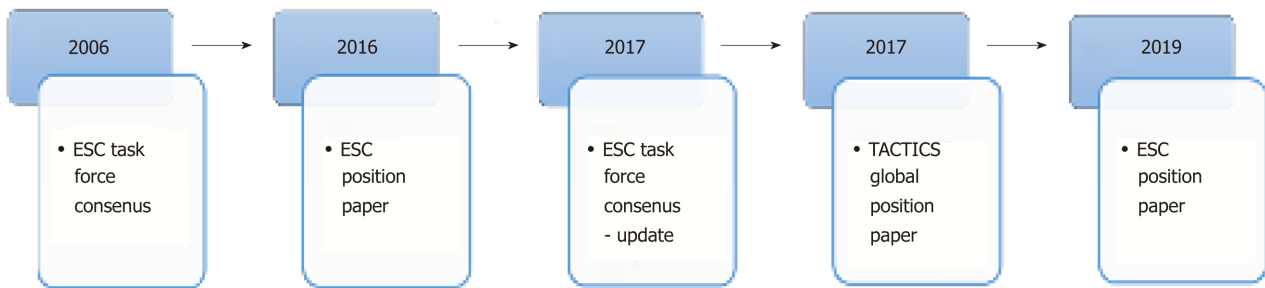 2006
• ESC task
force
consenus
2016
• ESC
position
paper
2017
• ESC task
force
consenus
- update
2017
• TACTICS
global
position
paper
2019
• ESC
position
paper